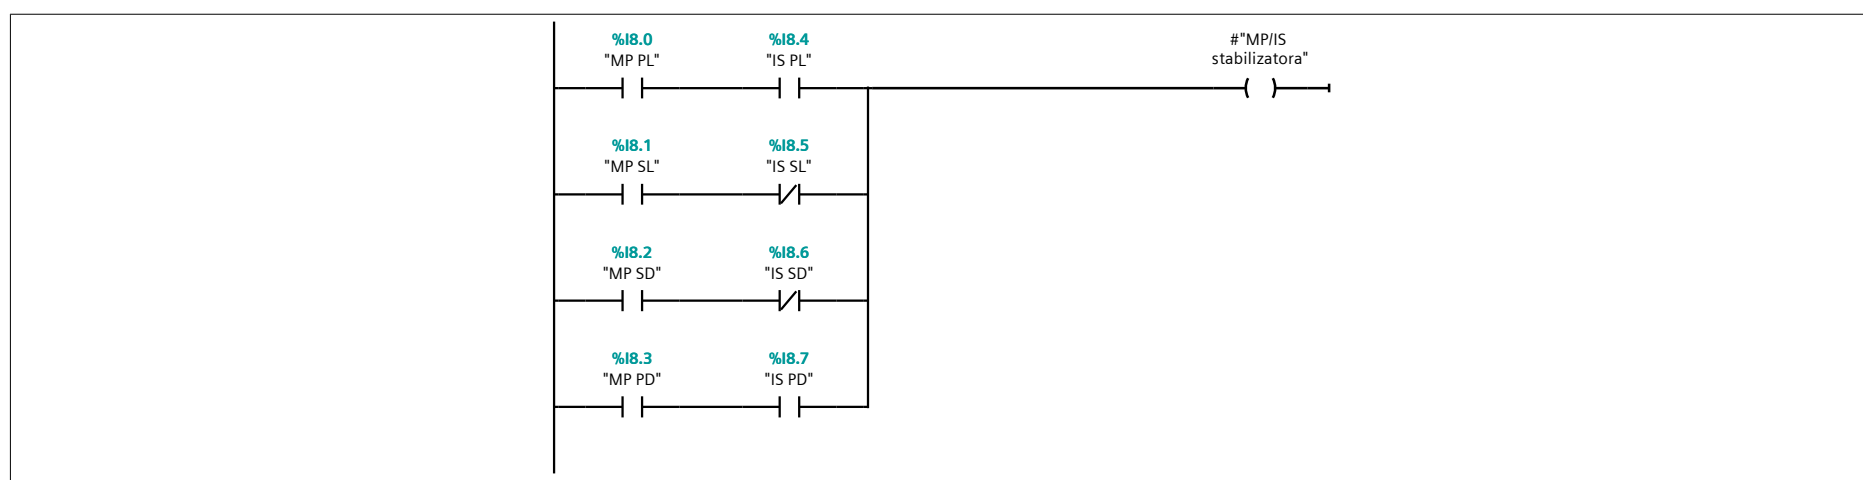 %I8.0 %I8.4 #"MP/IS
"MP PL" "IS PL" stabilizatora"
%I8.1 %I8.5
"MP SL" "IS SL"
%I8.2 %I8.6
"MP SD" "IS SD"
%I8.3 %I8.7
"MP PD" "IS PD"